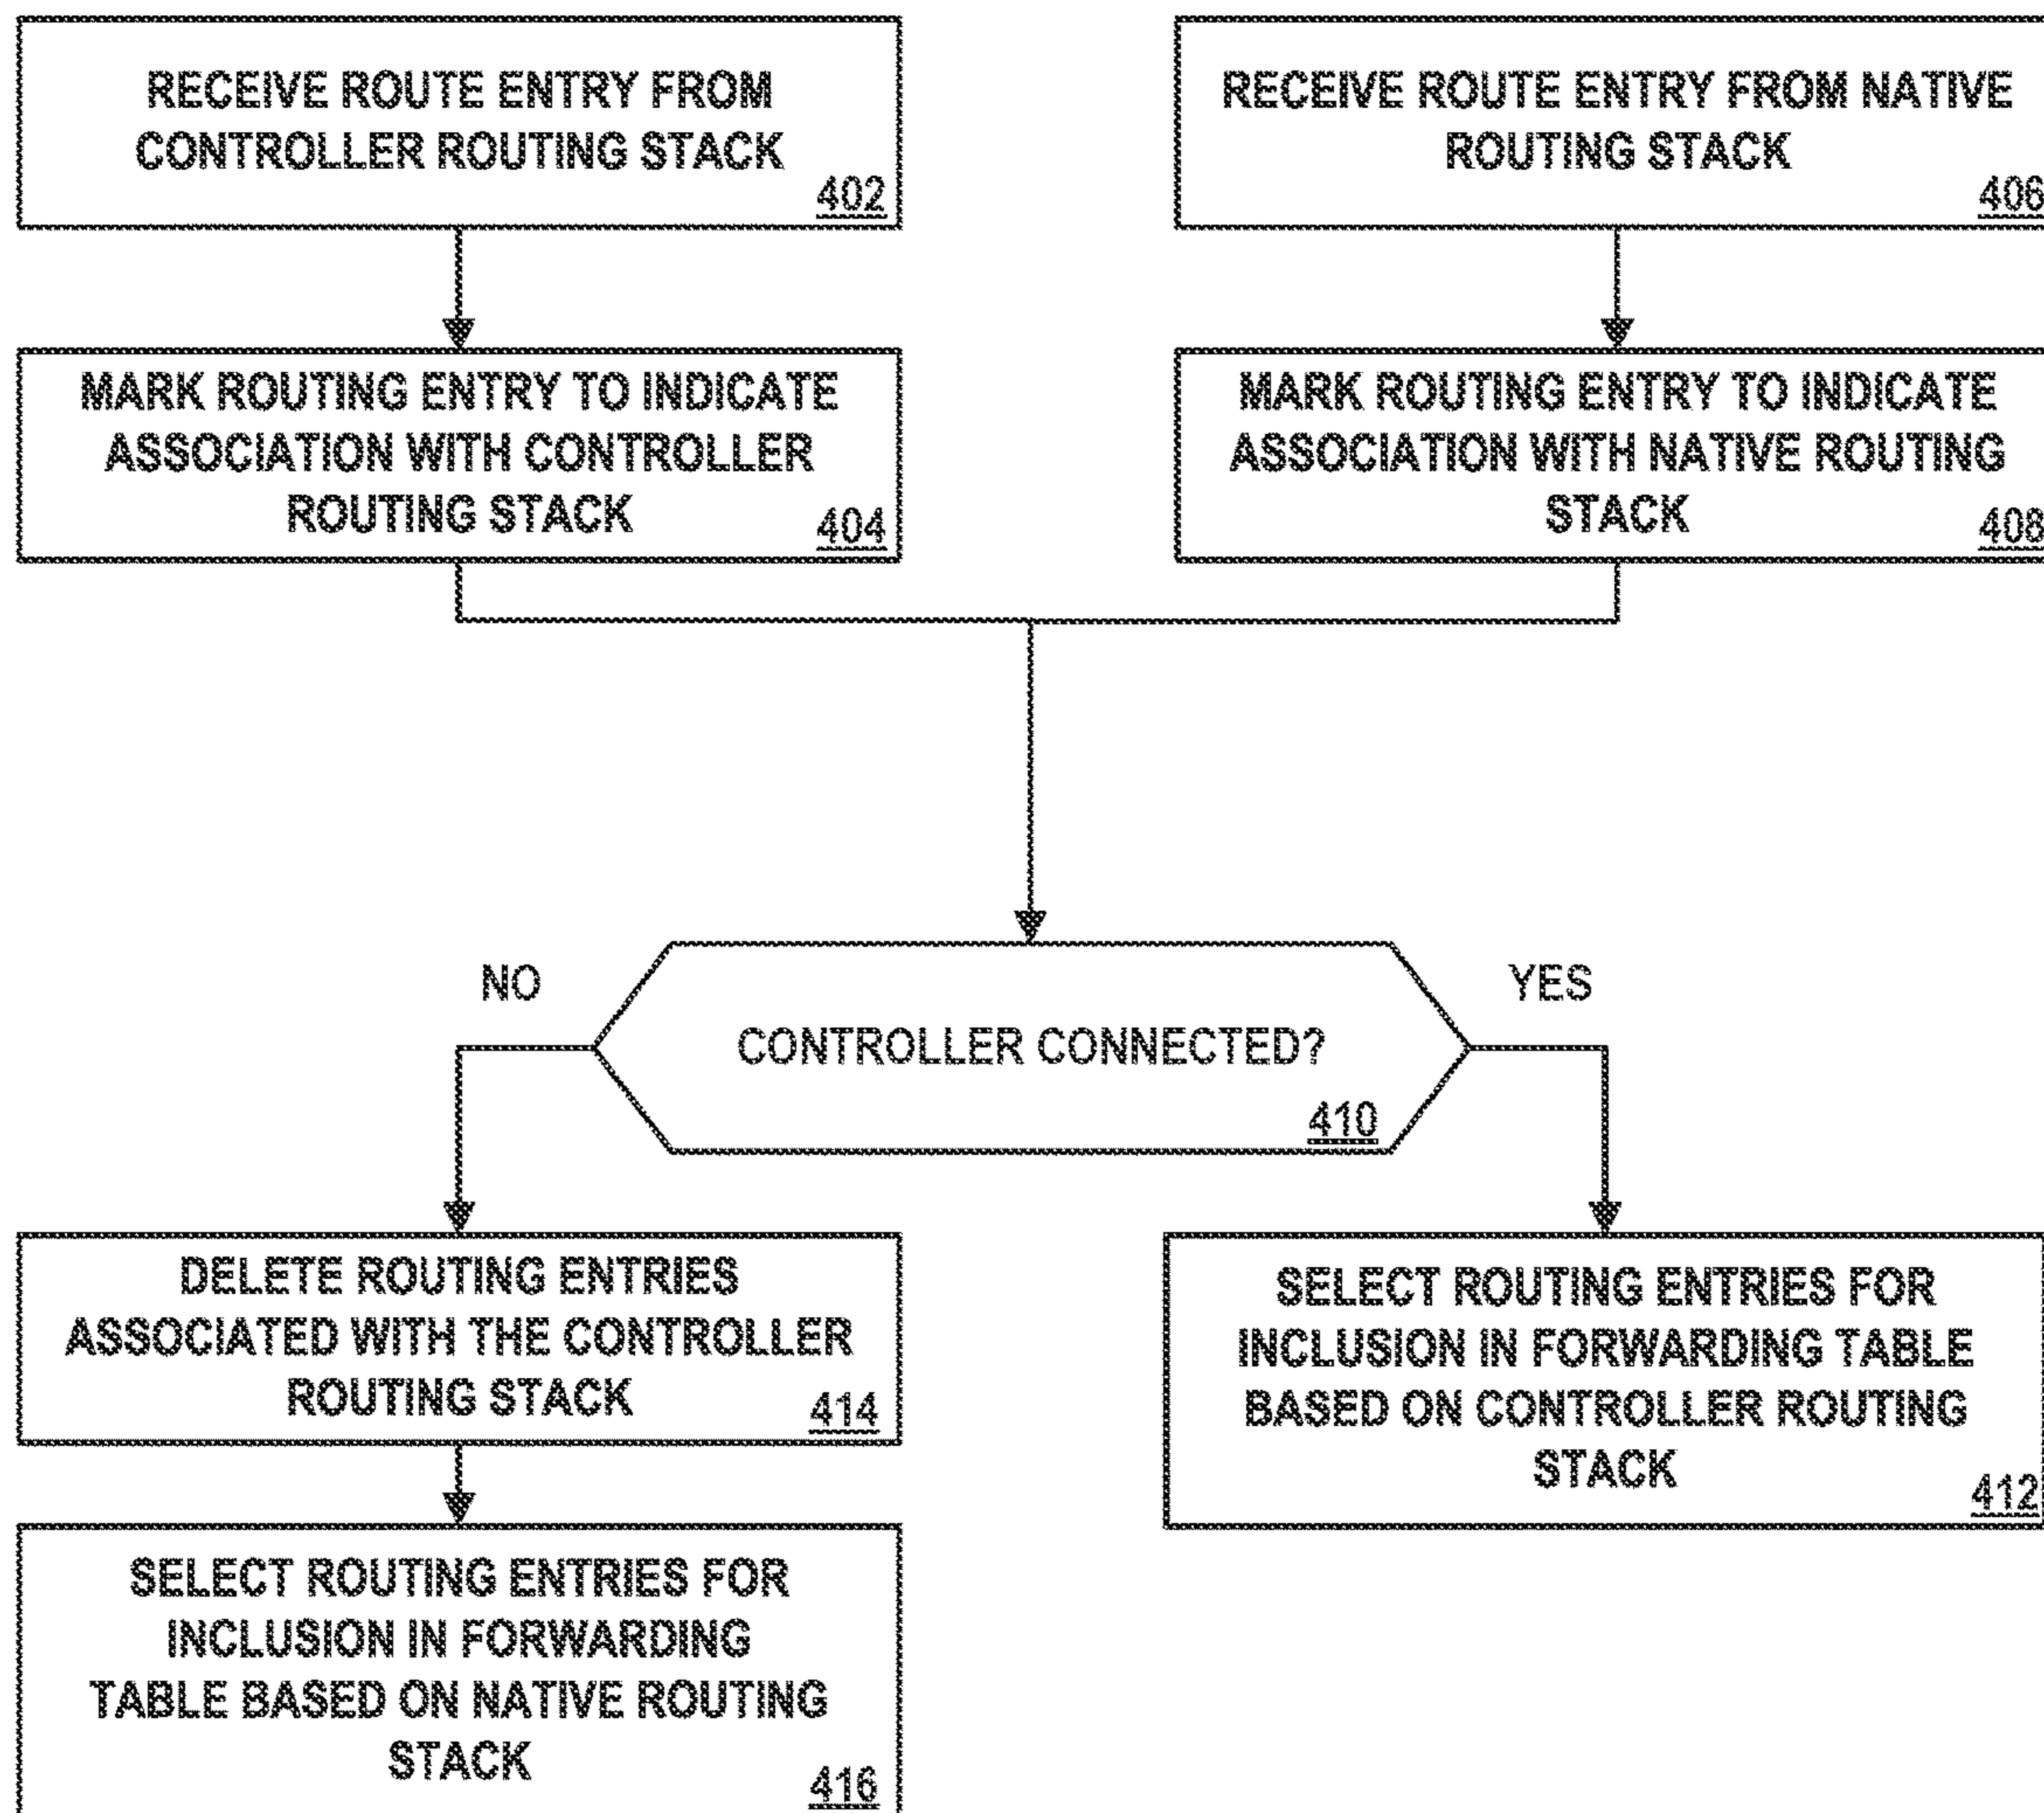 RECEIVE ROUTE ENTRY FROM
CONTROLLER ROUTING STACK
402
RECEIVE ROUTE ENTRY FROM NATIVE
ROUTING STACK
406
MARK ROUTING ENTRY TO INDICATE
ASSOCIATION WITH CONTROLLER
ROUTING STACK
404
MARK ROUTING ENTRY TO INDICATE
ASSOCIATION WITH NATIVE ROUTING
STACK
408
NO
YES
CONTROLLER CONNECTED?
410
DELETE ROUTING ENTRIES
ASSOCIATED WITH THE CONTROLLER
ROUTING STACK
414
SELECT ROUTING ENTRIES FOR
INCLUSION IN FORWARDING TABLE
BASED ON CONTROLLER ROUTING
STACK
412
SELECT ROUTING ENTRIES FOR
INCLUSION IN FORWARDING
TABLE BASED ON NATIVE ROUTING
STACK
416